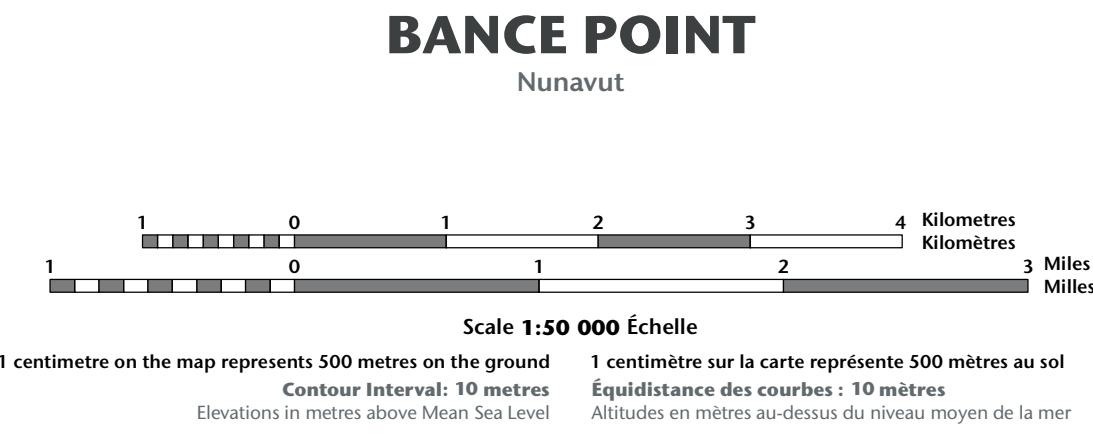 BANCE POINT
Nunavut
1 0 1 2 3 4 Kilometres
Kilomètres
1 0 1 2 3 Miles
Milles
Scale 1:50 000 Échelle
1 centimetre on the map represents 500 metres on the ground
1 centimètre sur la carte représente 500 mètres au sol
Contour Interval: 10 metres
Équidistance des courbes : 10 mètres
Elevations in metres above Mean Sea Level
Altitudes en mètres au-dessus du niveau moyen de la mer